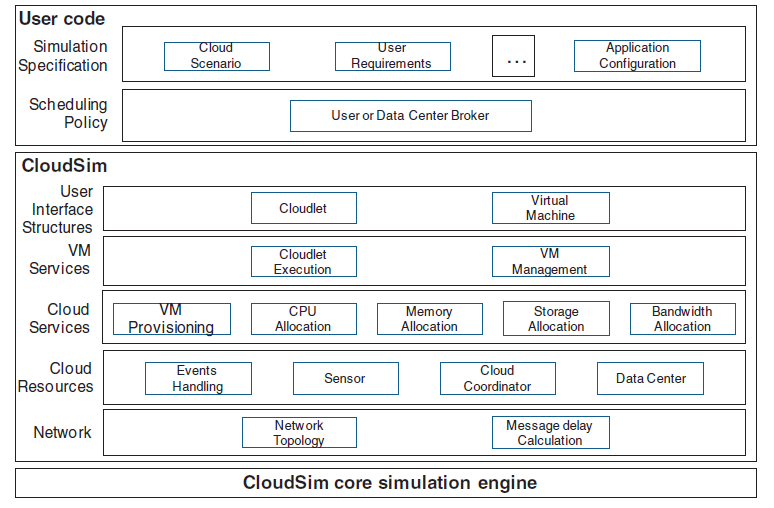 User code
Simulation
Specification
Cloud
Scenario
User
Requirements
...
Application
Configuration
Scheduling
Policy
User or Data Center Broker
CloudSim
User
Interface
Structures
Cloudlet
Virtual
Machine
VM
Services
Cloudlet
Execution
VM
Management
Cloud
Services
VM
Provisioning
CPU
Allocation
Memory
Allocation
Storage
Allocation
Bandwidth
Allocation
Cloud
Resources
Events
Handling
Sensor
Cloud
Coordinator
Data Center
Network
Network
Topology
Message delay
Calculation
CloudSim core simulation engine